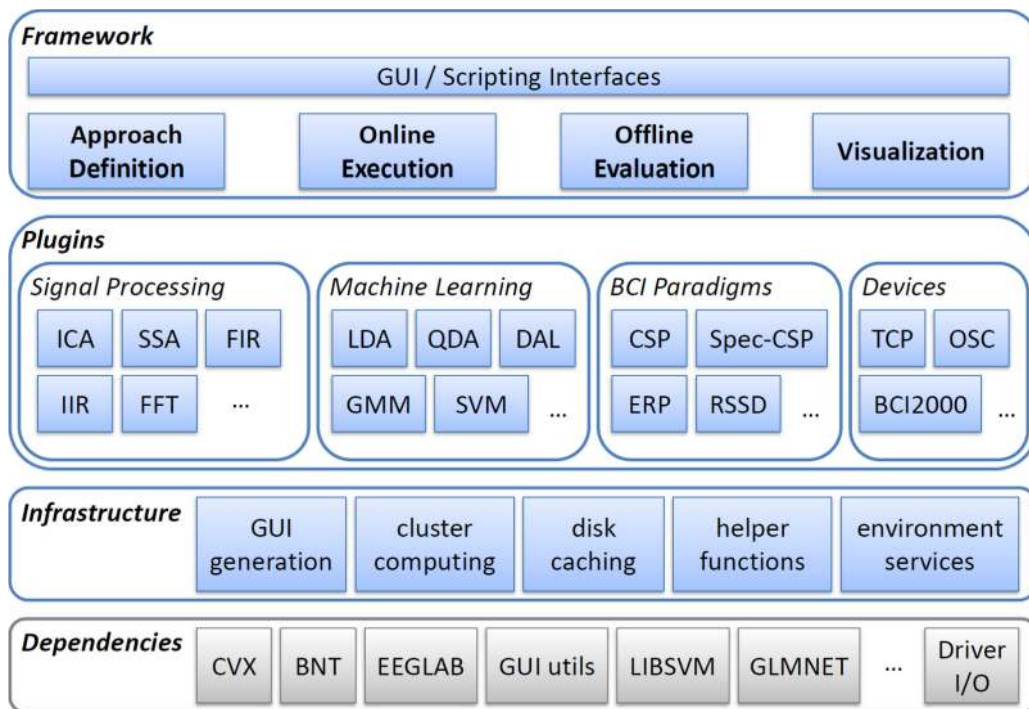 Framework
GUI / Scripting Interfaces
Approach
Definition
Online
Execution
Offline
Evaluation
Visualization
Plugins
Signal Processing
ICA SSA FIR
IIR FFT ...
Machine Learning
LDA QDA DAL
GMM SVM ...
BCI Paradigms
CSP Spec-CSP
ERP RSSD ...
Devices
TCP OSC
BCI2000 ...
Infrastructure
GUI
generation
cluster
computing
disk
caching
helper
functions
environment
services
Dependencies
CVX BNT EEGLAB GUI utils LIBSVM GLMNET ...
Driver
I/O